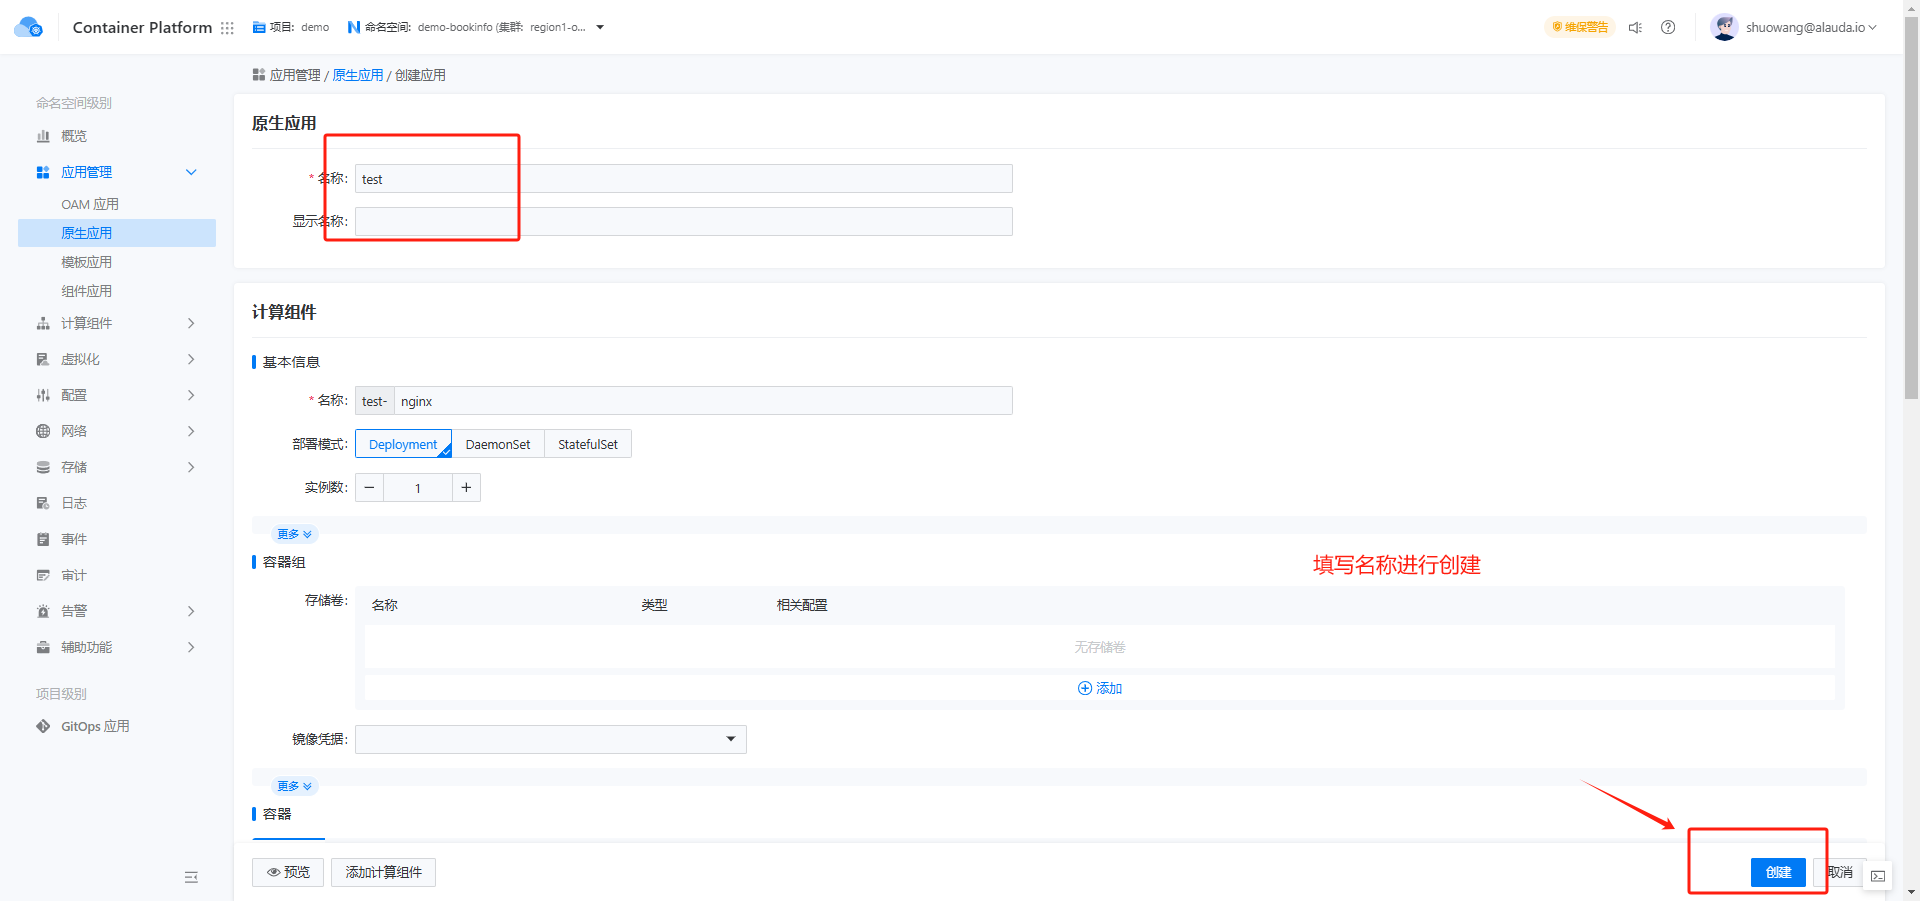 Container Platform
项目: demo
命名空间: demo-bookinfo (集群: region1-o...
维保警告
shuowang@alauda.io
应用管理 / 原生应用 / 创建应用
命名空间级别
概览
应用管理
OAM 应用
原生应用
模板应用
组件应用
计算组件
虚拟化
配置
网络
存储
日志
事件
审计
告警
辅助功能
项目级别
GitOps 应用
原生应用
* 名称: test
显示名称:
计算组件
基本信息
* 名称: test- nginx
部署模式: Deployment DaemonSet StatefulSet
实例数: − 1 +
更多
容器组
填写名称进行创建
存储卷: 名称 类型 相关配置
无存储卷
添加
镜像凭据:
更多
容器
预览 添加计算组件 创建 取消